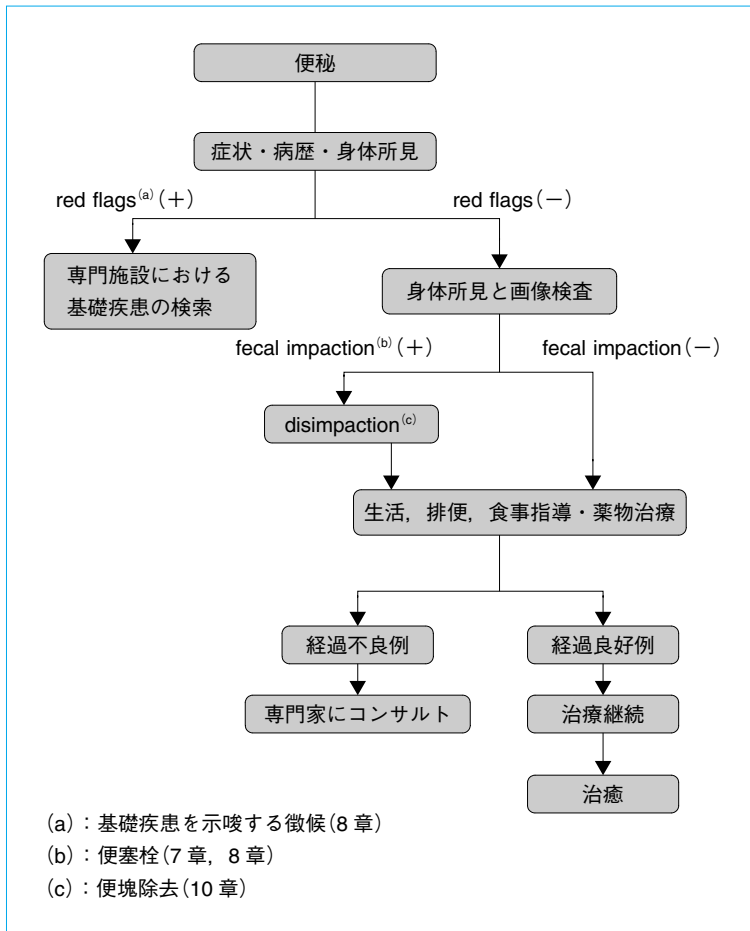 便秘
症状・病歴・身体所見
red flags(a)(＋)
red flags(－)
専門施設における
基礎疾患の検索
身体所見と画像検査
fecal impaction(b)(＋)
fecal impaction(－)
disimpaction(c)
生活，排便，食事指導・薬物治療
経過不良例
経過良好例
専門家にコンサルト
治療継続
治癒
(a)：基礎疾患を示唆する徴候(8 章)
(b)：便塞栓(7 章，8 章)
(c)：便塊除去(10 章)